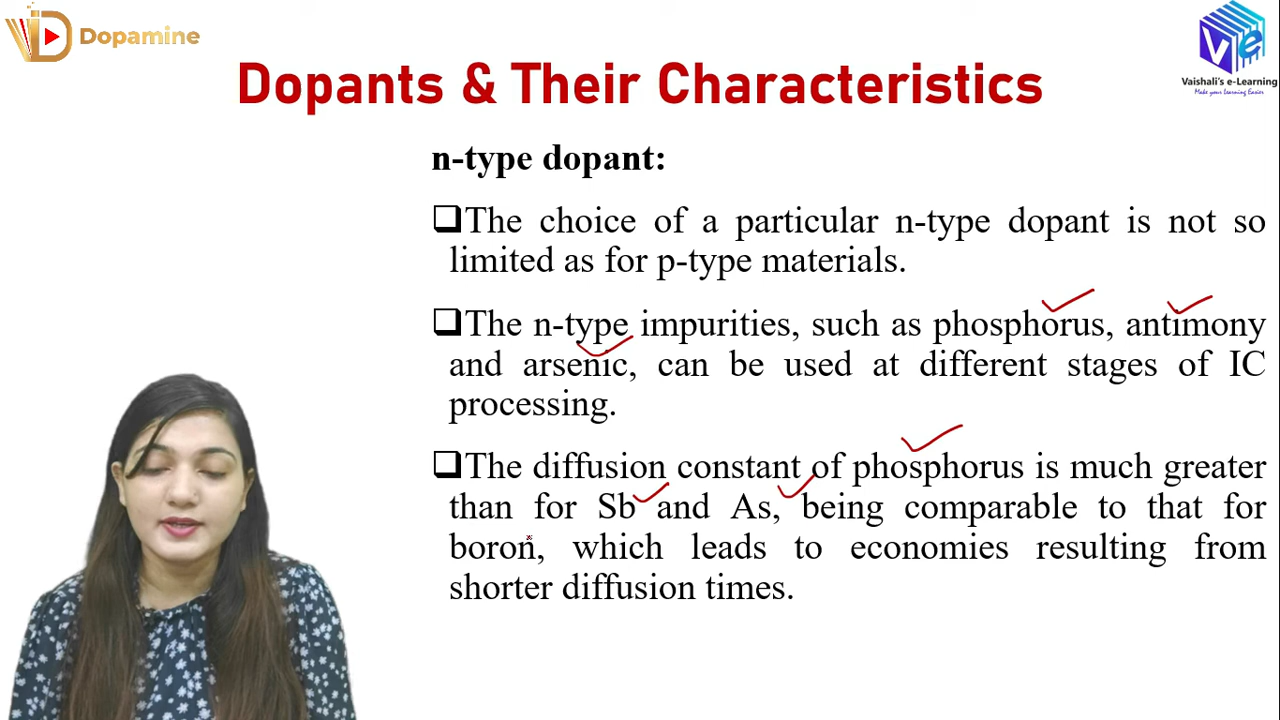 Dopamine
Vaishali's e-Learning
Make your Learning Easier
Dopants & Their Characteristics
n-type dopant:
The choice of a particular n-type dopant is not so
limited as for p-type materials.
The n-type impurities, such as phosphorus, antimony
and arsenic, can be used at different stages of IC
processing.
The diffusion constant of phosphorus is much greater
than for Sb and As, being comparable to that for
boron, which leads to economies resulting from
shorter diffusion times.